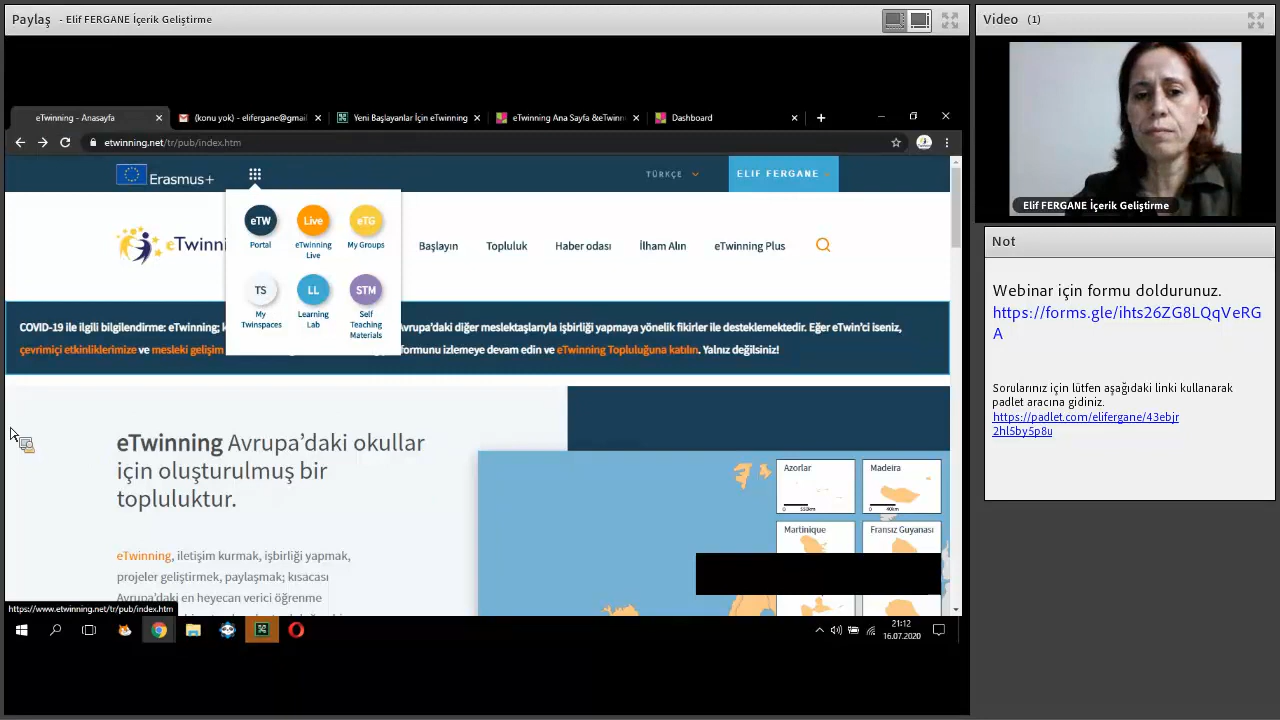 Paylaş - Elif FERGANE İçerik Geliştirme
Video (1)
Elif FERGANE İçerik Geliştirme
Not
Webinar için formu doldurunuz.
https://forms.gle/ihts26ZG8LQqVeRG
A
Sorularınız için lütfen aşağıdaki linki kullanarak
padlet aracına gidiniz.
https://padlet.com/elifergane/43ebjr
2hl5by5p8u
eTwinning - Anasayfa
(konu yok) - elifergane@gmai
Yeni Başlayanlar İçin eTwinning
eTwinning Ana Sayfa &eTwinn
Dashboard
etwinning.net/tr/pub/index.htm
Erasmus+
TÜRKÇE
ELIF FERGANE
eTwinni
Başlayın
Topluluk
Haber odası
İlham Alın
eTwinning Plus
eTW
Live
eTG
Portal
eTwinning
Live
My Groups
TS
LL
STM
My
Twinspaces
Learning
Lab
Self
Teaching
Materials
COVID-19 ile ilgili bilgilendirme: eTwinning; Avrupa'daki diğer meslektaşlarıyla işbirliği yapmaya yönelik fikirler ile desteklemektedir. Eğer eTwin'ci iseniz,
çevrimiçi etkinliklerimize ve mesleki gelişim formunu izlemeye devam edin ve eTwinning Topluluğuna katılın. Yalnız değilsiniz!
eTwinning Avrupa'daki okullar
için oluşturulmuş bir
topluluktur.
eTwinning, iletişim kurmak, işbirliği yapmak,
projeler geliştirmek, paylaşmak; kısacası
Avrupa'daki en heyecan verici öğrenme
Azorlar
Madeira
Martinique
Fransız Guyanası
https://www.etwinning.net/tr/pub/index.htm
21:12
16.07.2020